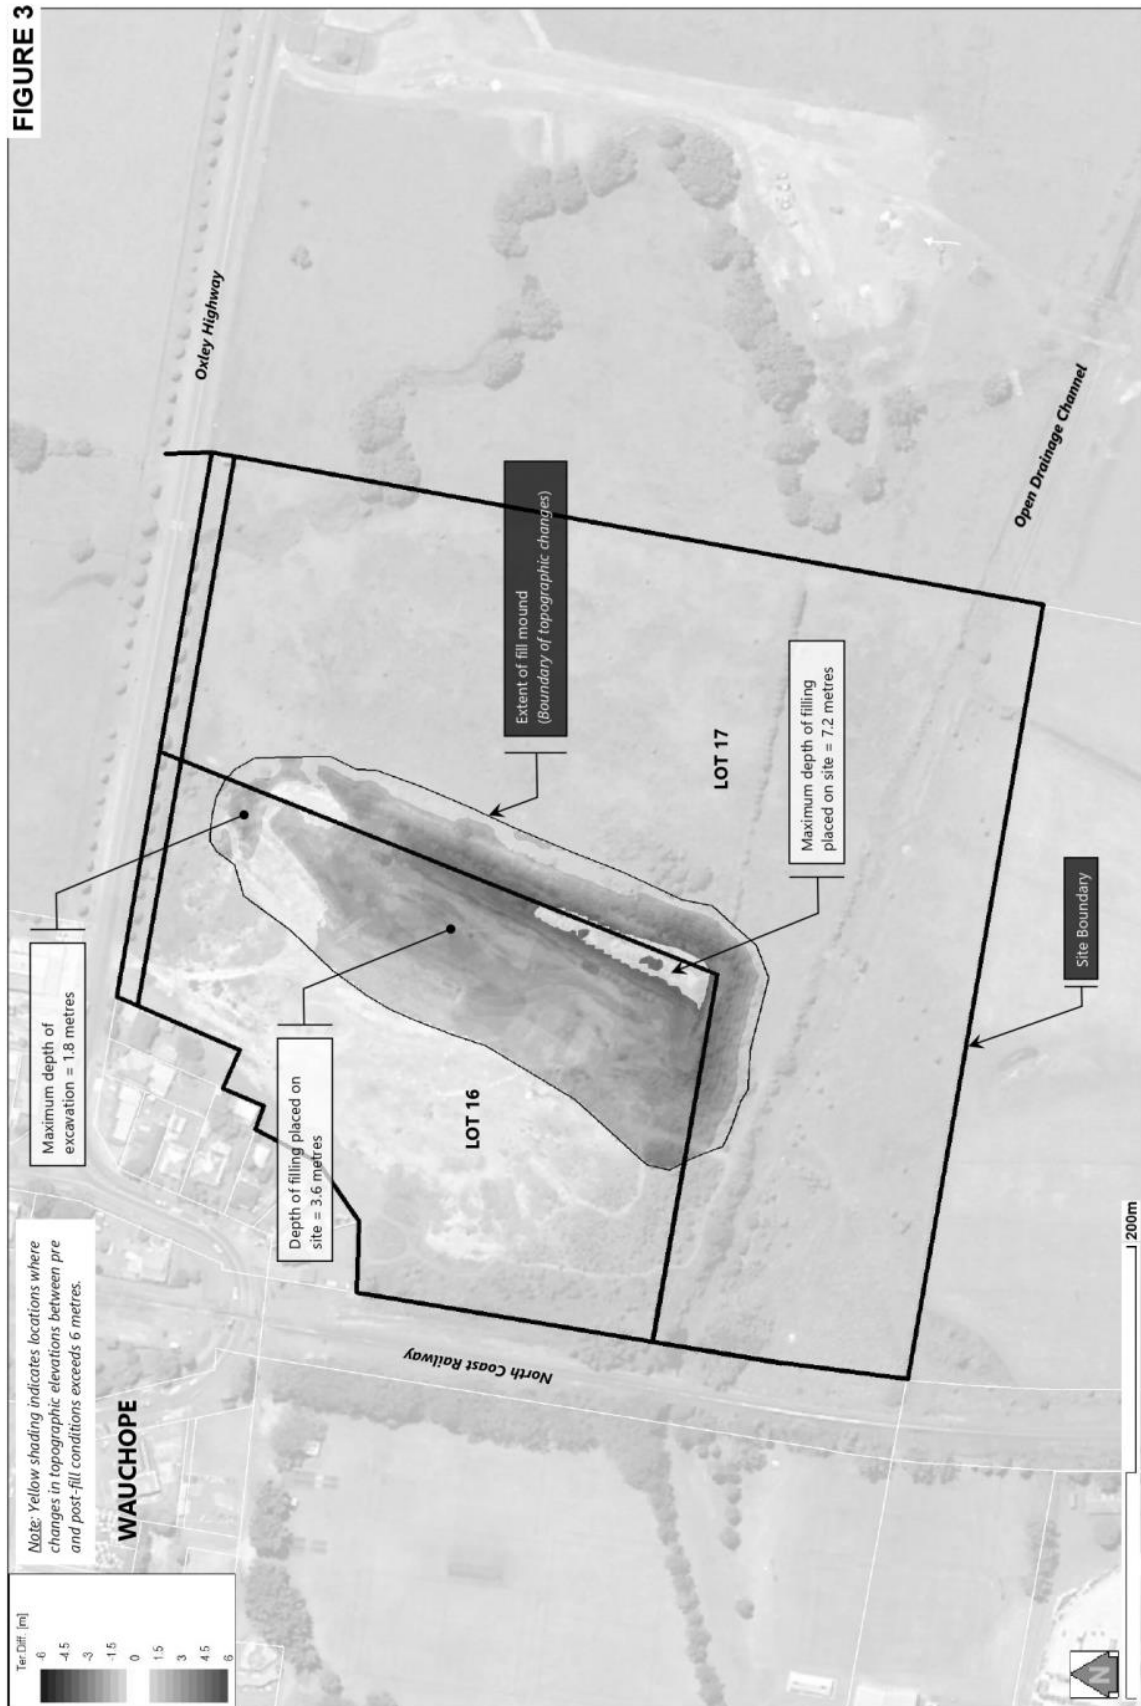 FIGURE 3
Ter.Diff. [m]
-6
-4.5
-3
-1.5
0
1.5
3
4.5
6
Note: Yellow shading indicates locations where
changes in topographic elevations between pre
and post-fill conditions exceeds 6 metres.
WAUCHOPE
Maximum depth of
excavation = 1.8 metres
Oxley Highway
Depth of filling placed on
site = 3.6 metres
Extent of fill mound
(Boundary of topographic changes)
LOT 16
North Coast Railway
LOT 17
Maximum depth of filling
placed on site = 7.2 metres
Open Drainage Channel
Site Boundary
N
200m